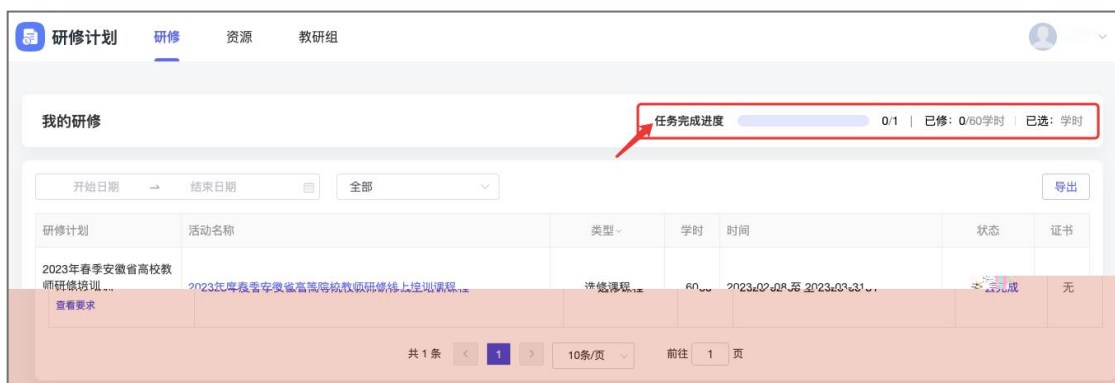 研修计划 研修 资源 教研组
我的研修 任务完成进度 0/1 | 已修：0/60学时 已选：学时
开始日期 → 结束日期 全部 导出
研修计划 活动名称 类型 学时 时间 状态 证书
2023年春季安徽省高校教
师研修培训... 2023年度春季安徽省高等院校教师研修线上培训课程 选修课程 2023-02-08 至 2023-03-31 无
查看要求
共 1 条 < 1 > 10条/页 前往 1 页